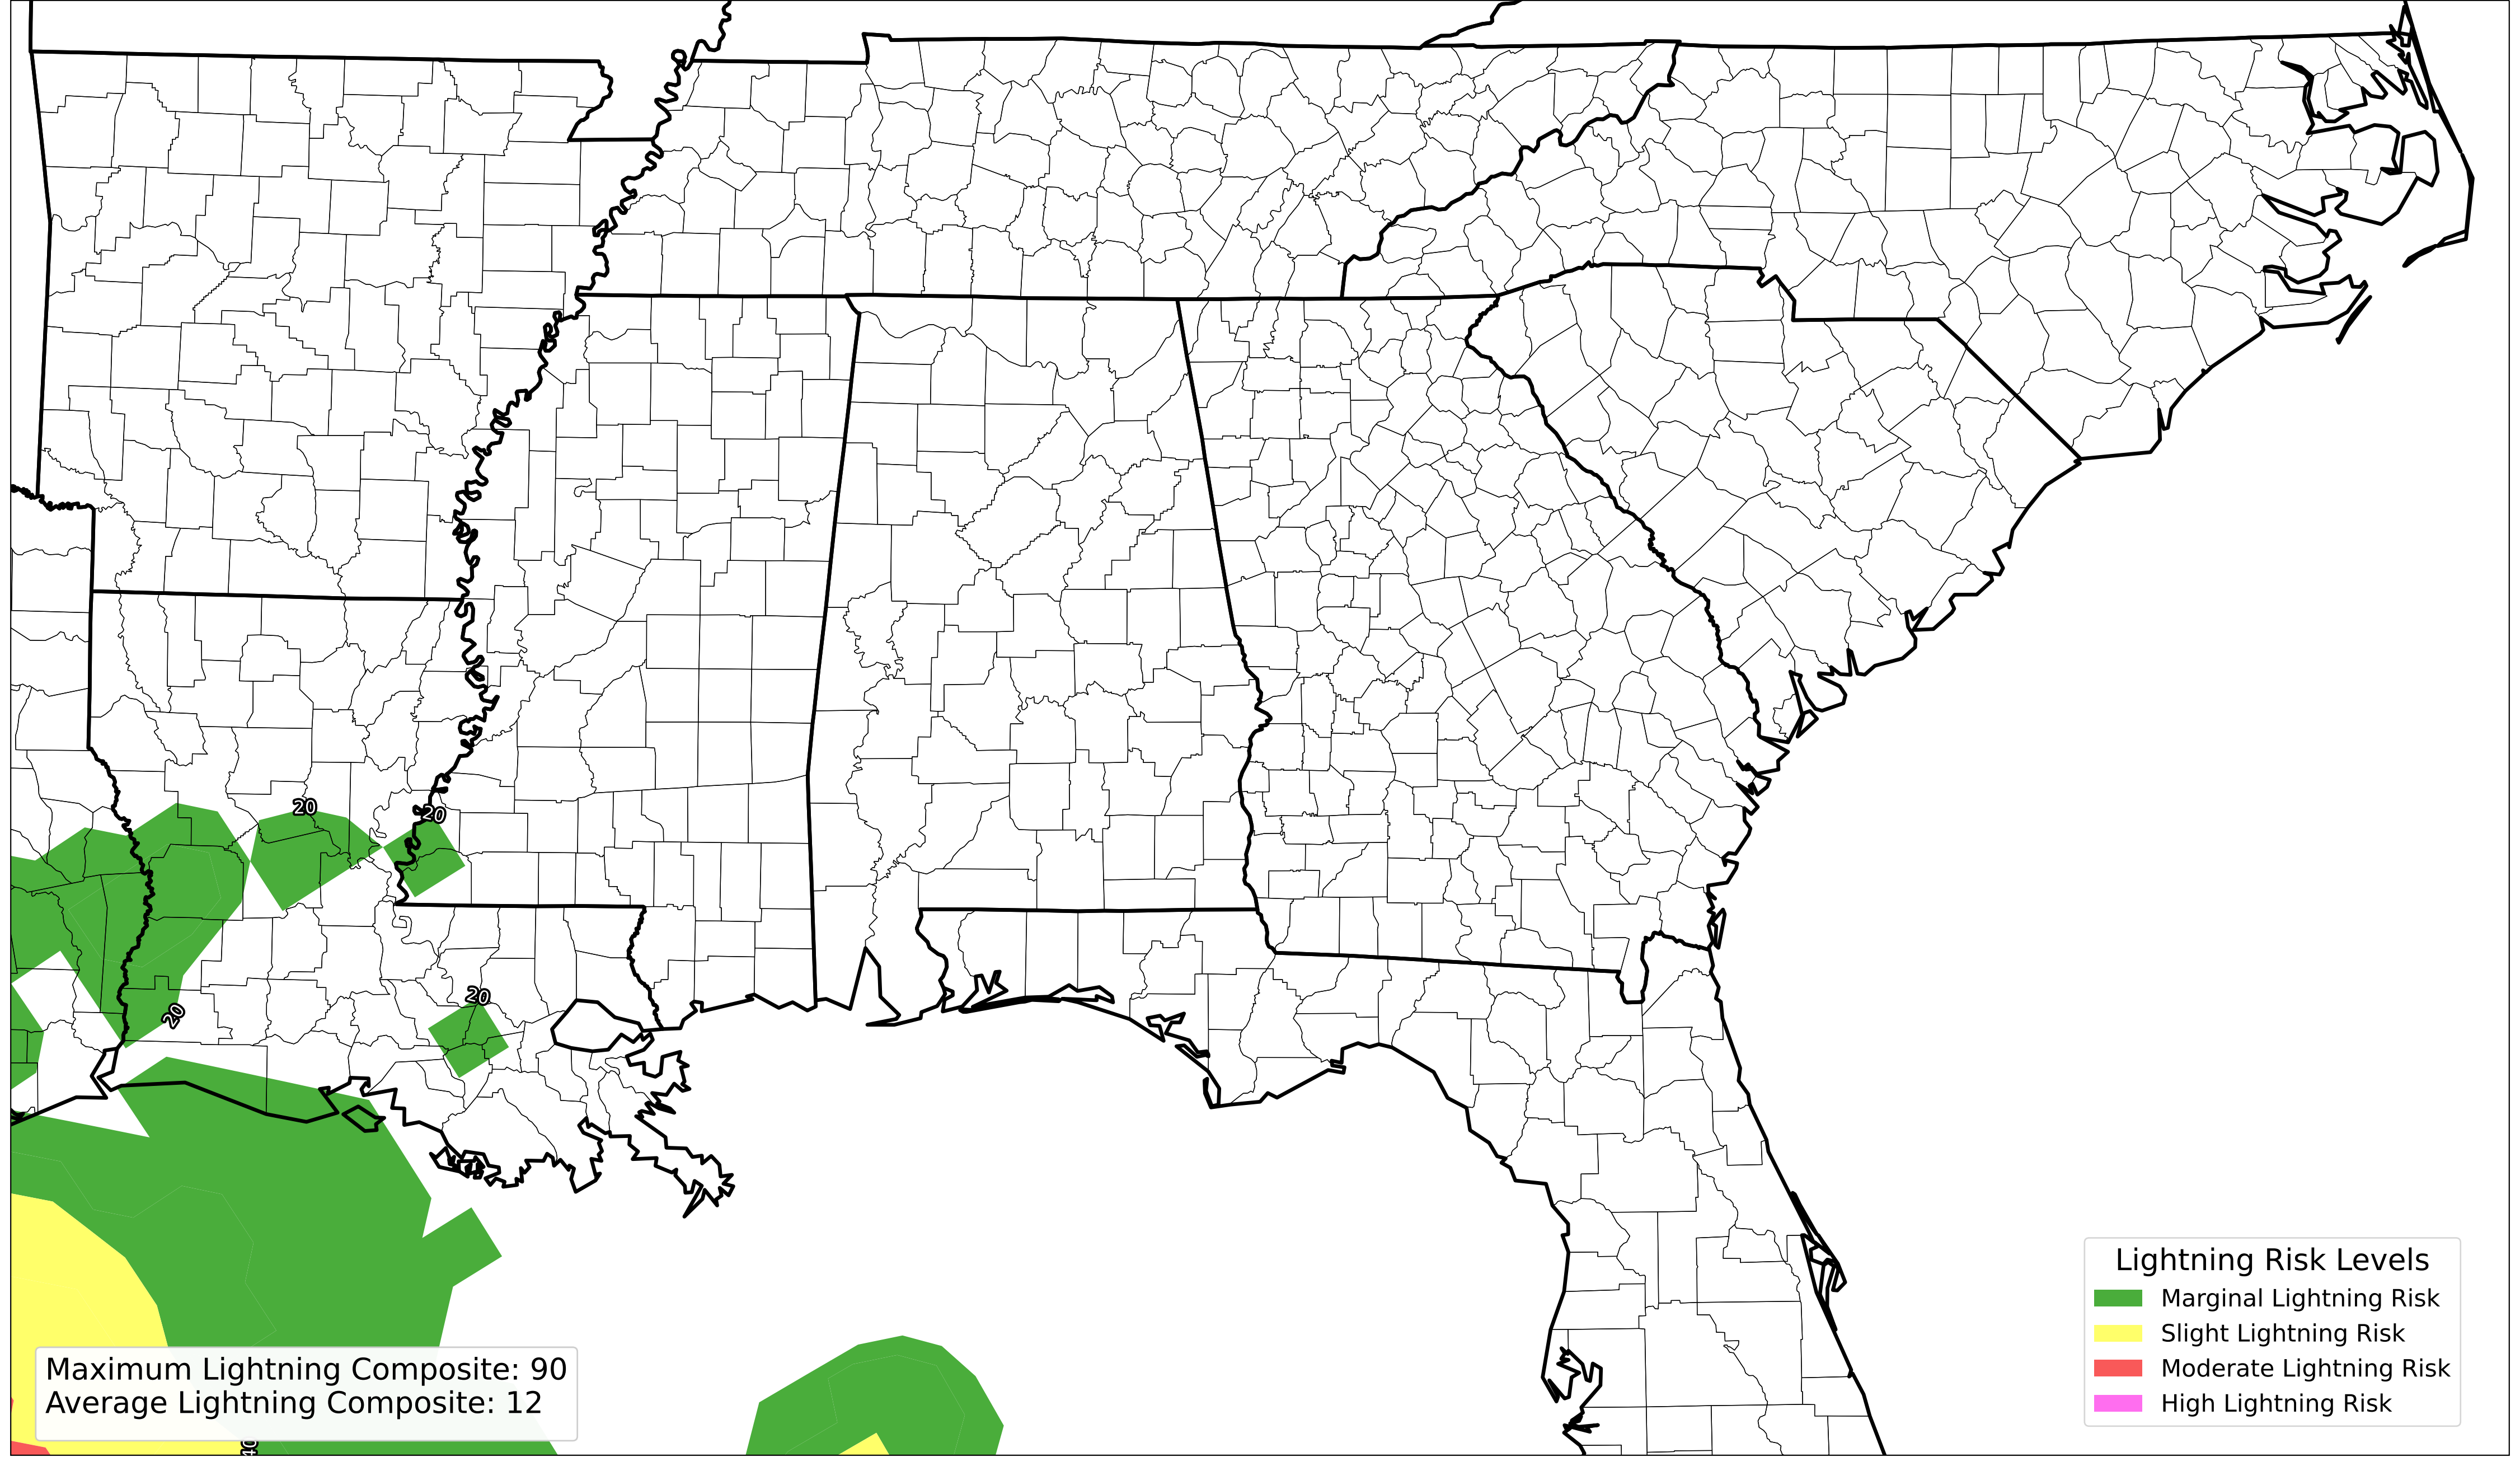 20
20
20
20
40
Maximum Lightning Composite: 90
Average Lightning Composite: 12
Lightning Risk Levels
Marginal Lightning Risk
Slight Lightning Risk
Moderate Lightning Risk
High Lightning Risk